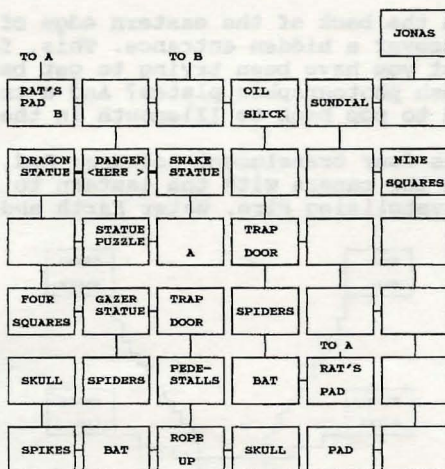 JONAS
TO A
TO B
RAT'S
PAD
B
OIL
SLICK
SUNDIAL
DRAGON
STATUE
DANGER
<HERE >
SNAKE
STATUE
NINE
SQUARES
STATUE
PUZZLE
A
TRAP
DOOR
FOUR
SQUARES
GAZER
STATUE
TRAP
DOOR
SPIDERS
TO A
SKULL
SPIDERS
PEDE-
STALLS
BAT
RAT'S
PAD
SPIKES
BAT
ROPE
UP
SKULL
PAD